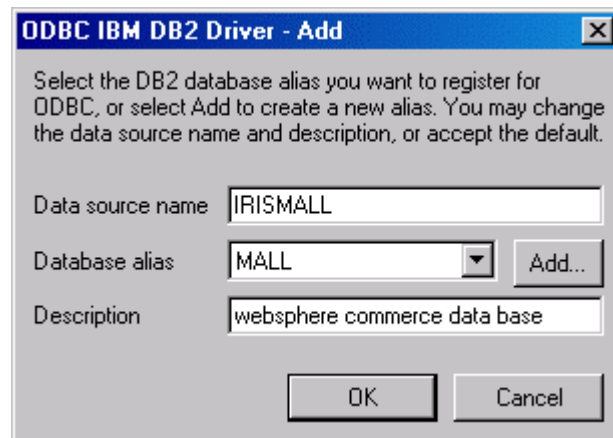 ODBC IBM DB2 Driver - Add
Select the DB2 database alias you want to register for
ODBC, or select Add to create a new alias. You may change
the data source name and description, or accept the default.
Data source name IRISMALL
Database alias MALL Add...
Description websphere commerce data base
OK Cancel